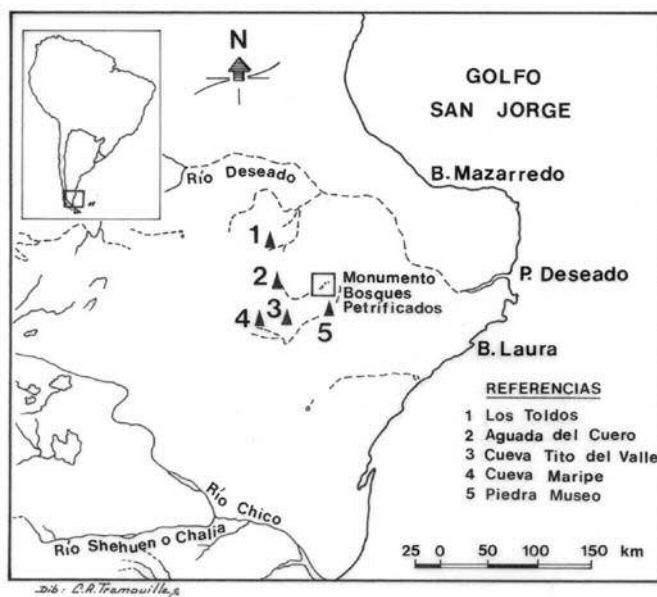 N
GOLFO
SAN JORGE
Río Deseado
B. Mazarredo
1
2
Monumento
Bosques
Petrificados
P. Deseado
3
4
5
B. Laura
REFERENCIAS
1 Los Toldos
2 Aguada del Cuero
3 Cueva Tito del Valle
4 Cueva Maripe
5 Piedra Museo
Río Chico
Río Shehuen o Chalia
25 0 50 100 150 km
Dib: C.A. Tramouilles